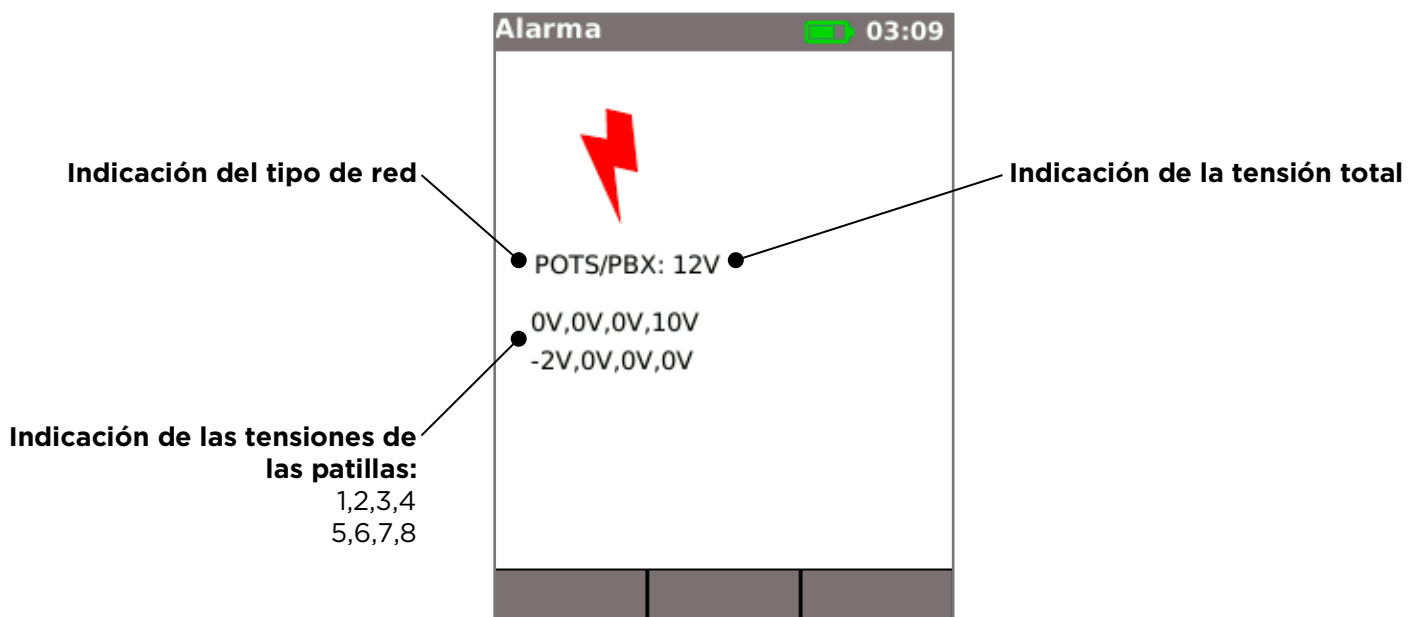 Alarma 03:09
Indicación del tipo de red
Indicación de la tensión total
POTS/PBX: 12V
0V,0V,0V,10V
-2V,0V,0V,0V
Indicación de las tensiones de
las patillas:
1,2,3,4
5,6,7,8